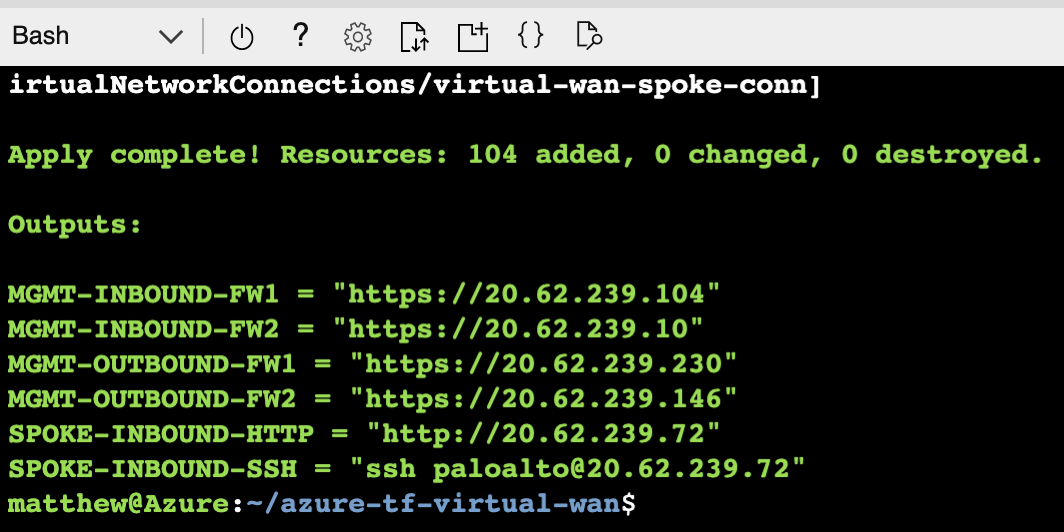 Bash
?
{}
irtualNetworkConnections/virtual-wan-spoke-conn]
Apply complete! Resources: 104 added, 0 changed, 0 destroyed.
Outputs:
MGMT-INBOUND-FW1 = "https://20.62.239.104"
MGMT-INBOUND-FW2 = "https://20.62.239.10"
MGMT-OUTBOUND-FW1 = "https://20.62.239.230"
MGMT-OUTBOUND-FW2 = "https://20.62.239.146"
SPOKE-INBOUND-HTTP = "http://20.62.239.72"
SPOKE-INBOUND-SSH = "ssh paloalto@20.62.239.72"
matthew@Azure:~/azure-tf-virtual-wan$